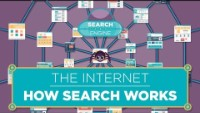 SEARCH
ENGINE
THE INTERNET
HOW SEARCH WORKS